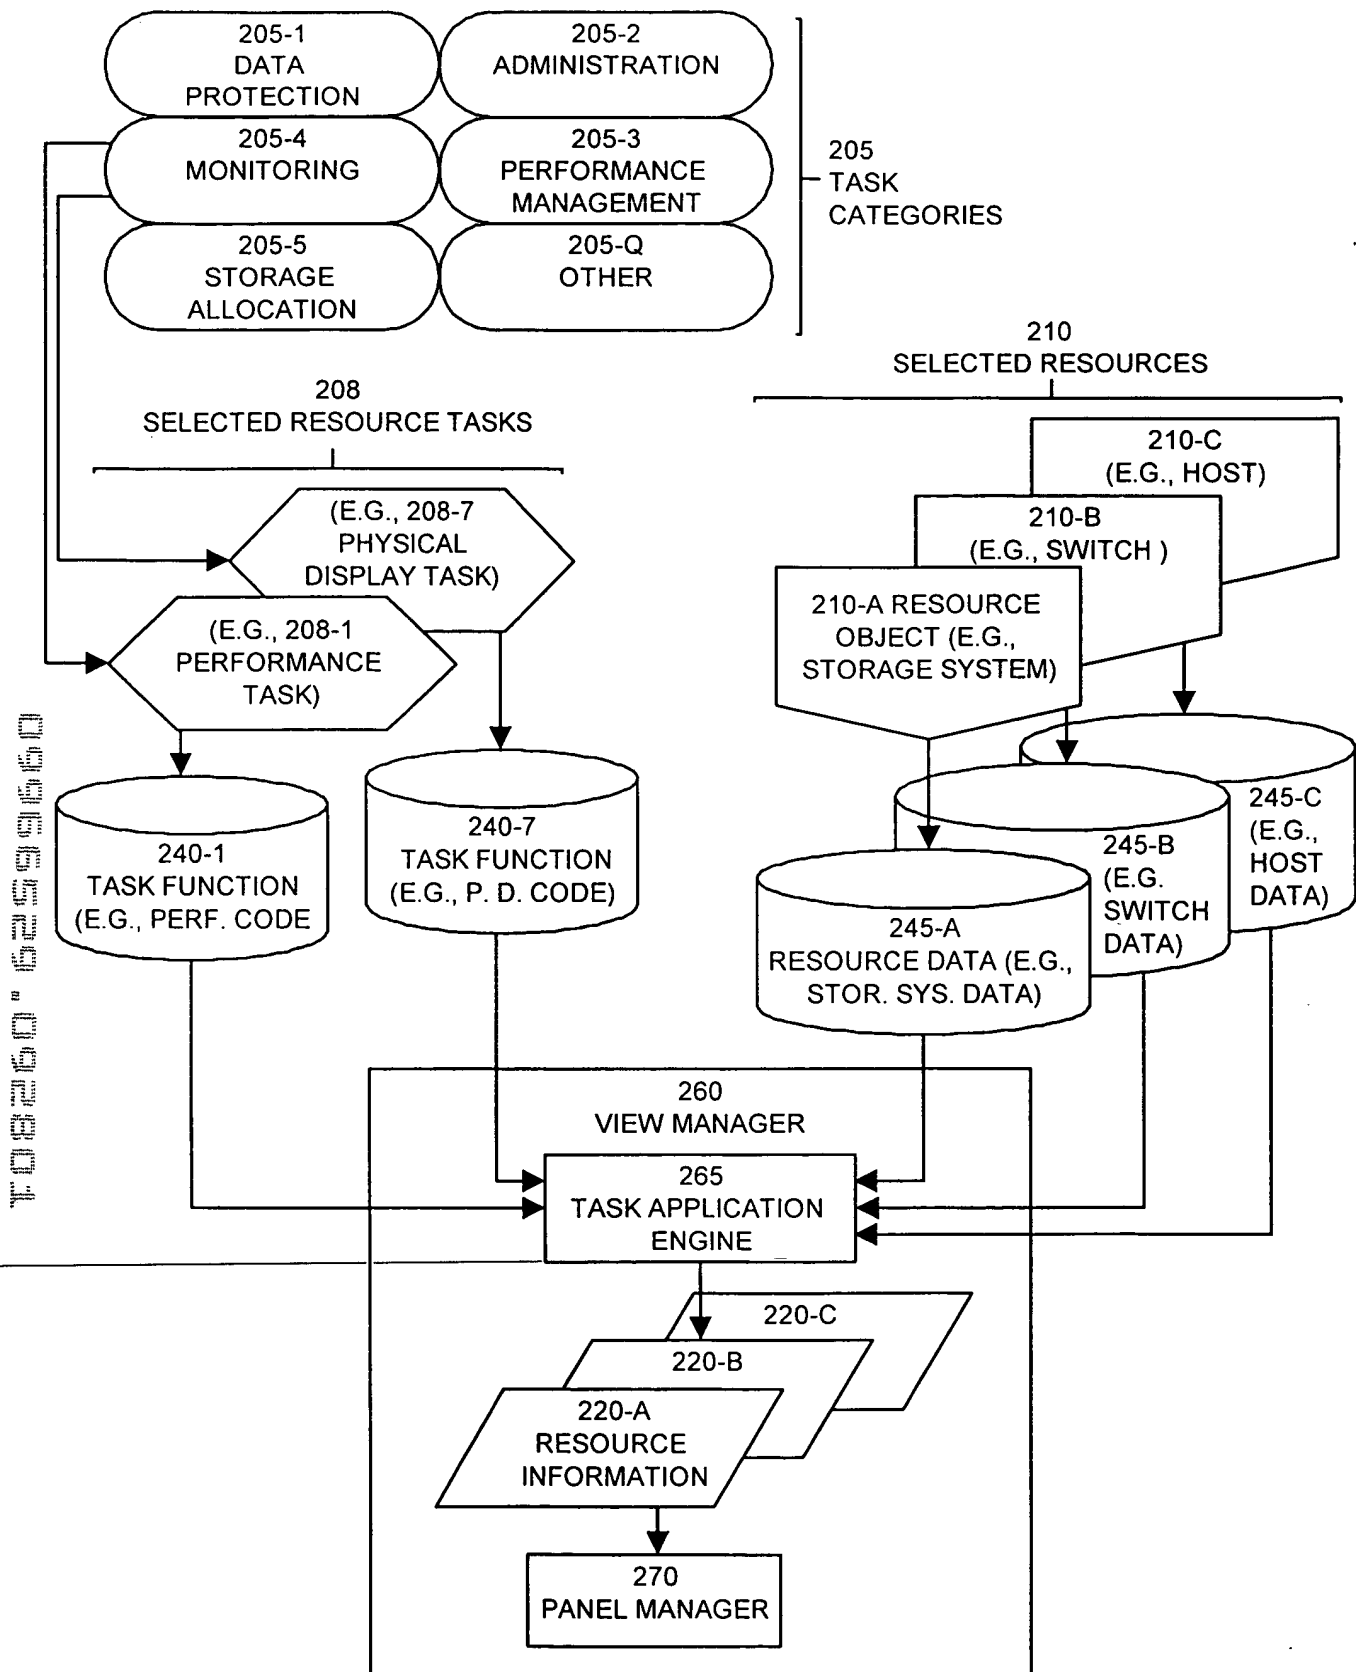 205-1
DATA
PROTECTION
205-2
ADMINISTRATION
205-4
MONITORING
205-3
PERFORMANCE
MANAGEMENT
205-5
STORAGE
ALLOCATION
205-Q
OTHER
205
TASK
CATEGORIES
210
SELECTED RESOURCES
208
SELECTED RESOURCE TASKS
210-C
(E.G., HOST)
210-B
(E.G., SWITCH )
210-A RESOURCE
OBJECT (E.G.,
STORAGE SYSTEM)
(E.G., 208-7
PHYSICAL
DISPLAY TASK)
(E.G., 208-1
PERFORMANCE
TASK)
240-1
TASK FUNCTION
(E.G., PERF. CODE
240-7
TASK FUNCTION
(E.G., P. D. CODE)
245-C
(E.G.,
HOST
DATA)
245-B
(E.G.
SWITCH
DATA)
245-A
RESOURCE DATA (E.G.,
STOR. SYS. DATA)
260
VIEW MANAGER
265
TASK APPLICATION
ENGINE
220-C
220-B
220-A
RESOURCE
INFORMATION
270
PANEL MANAGER